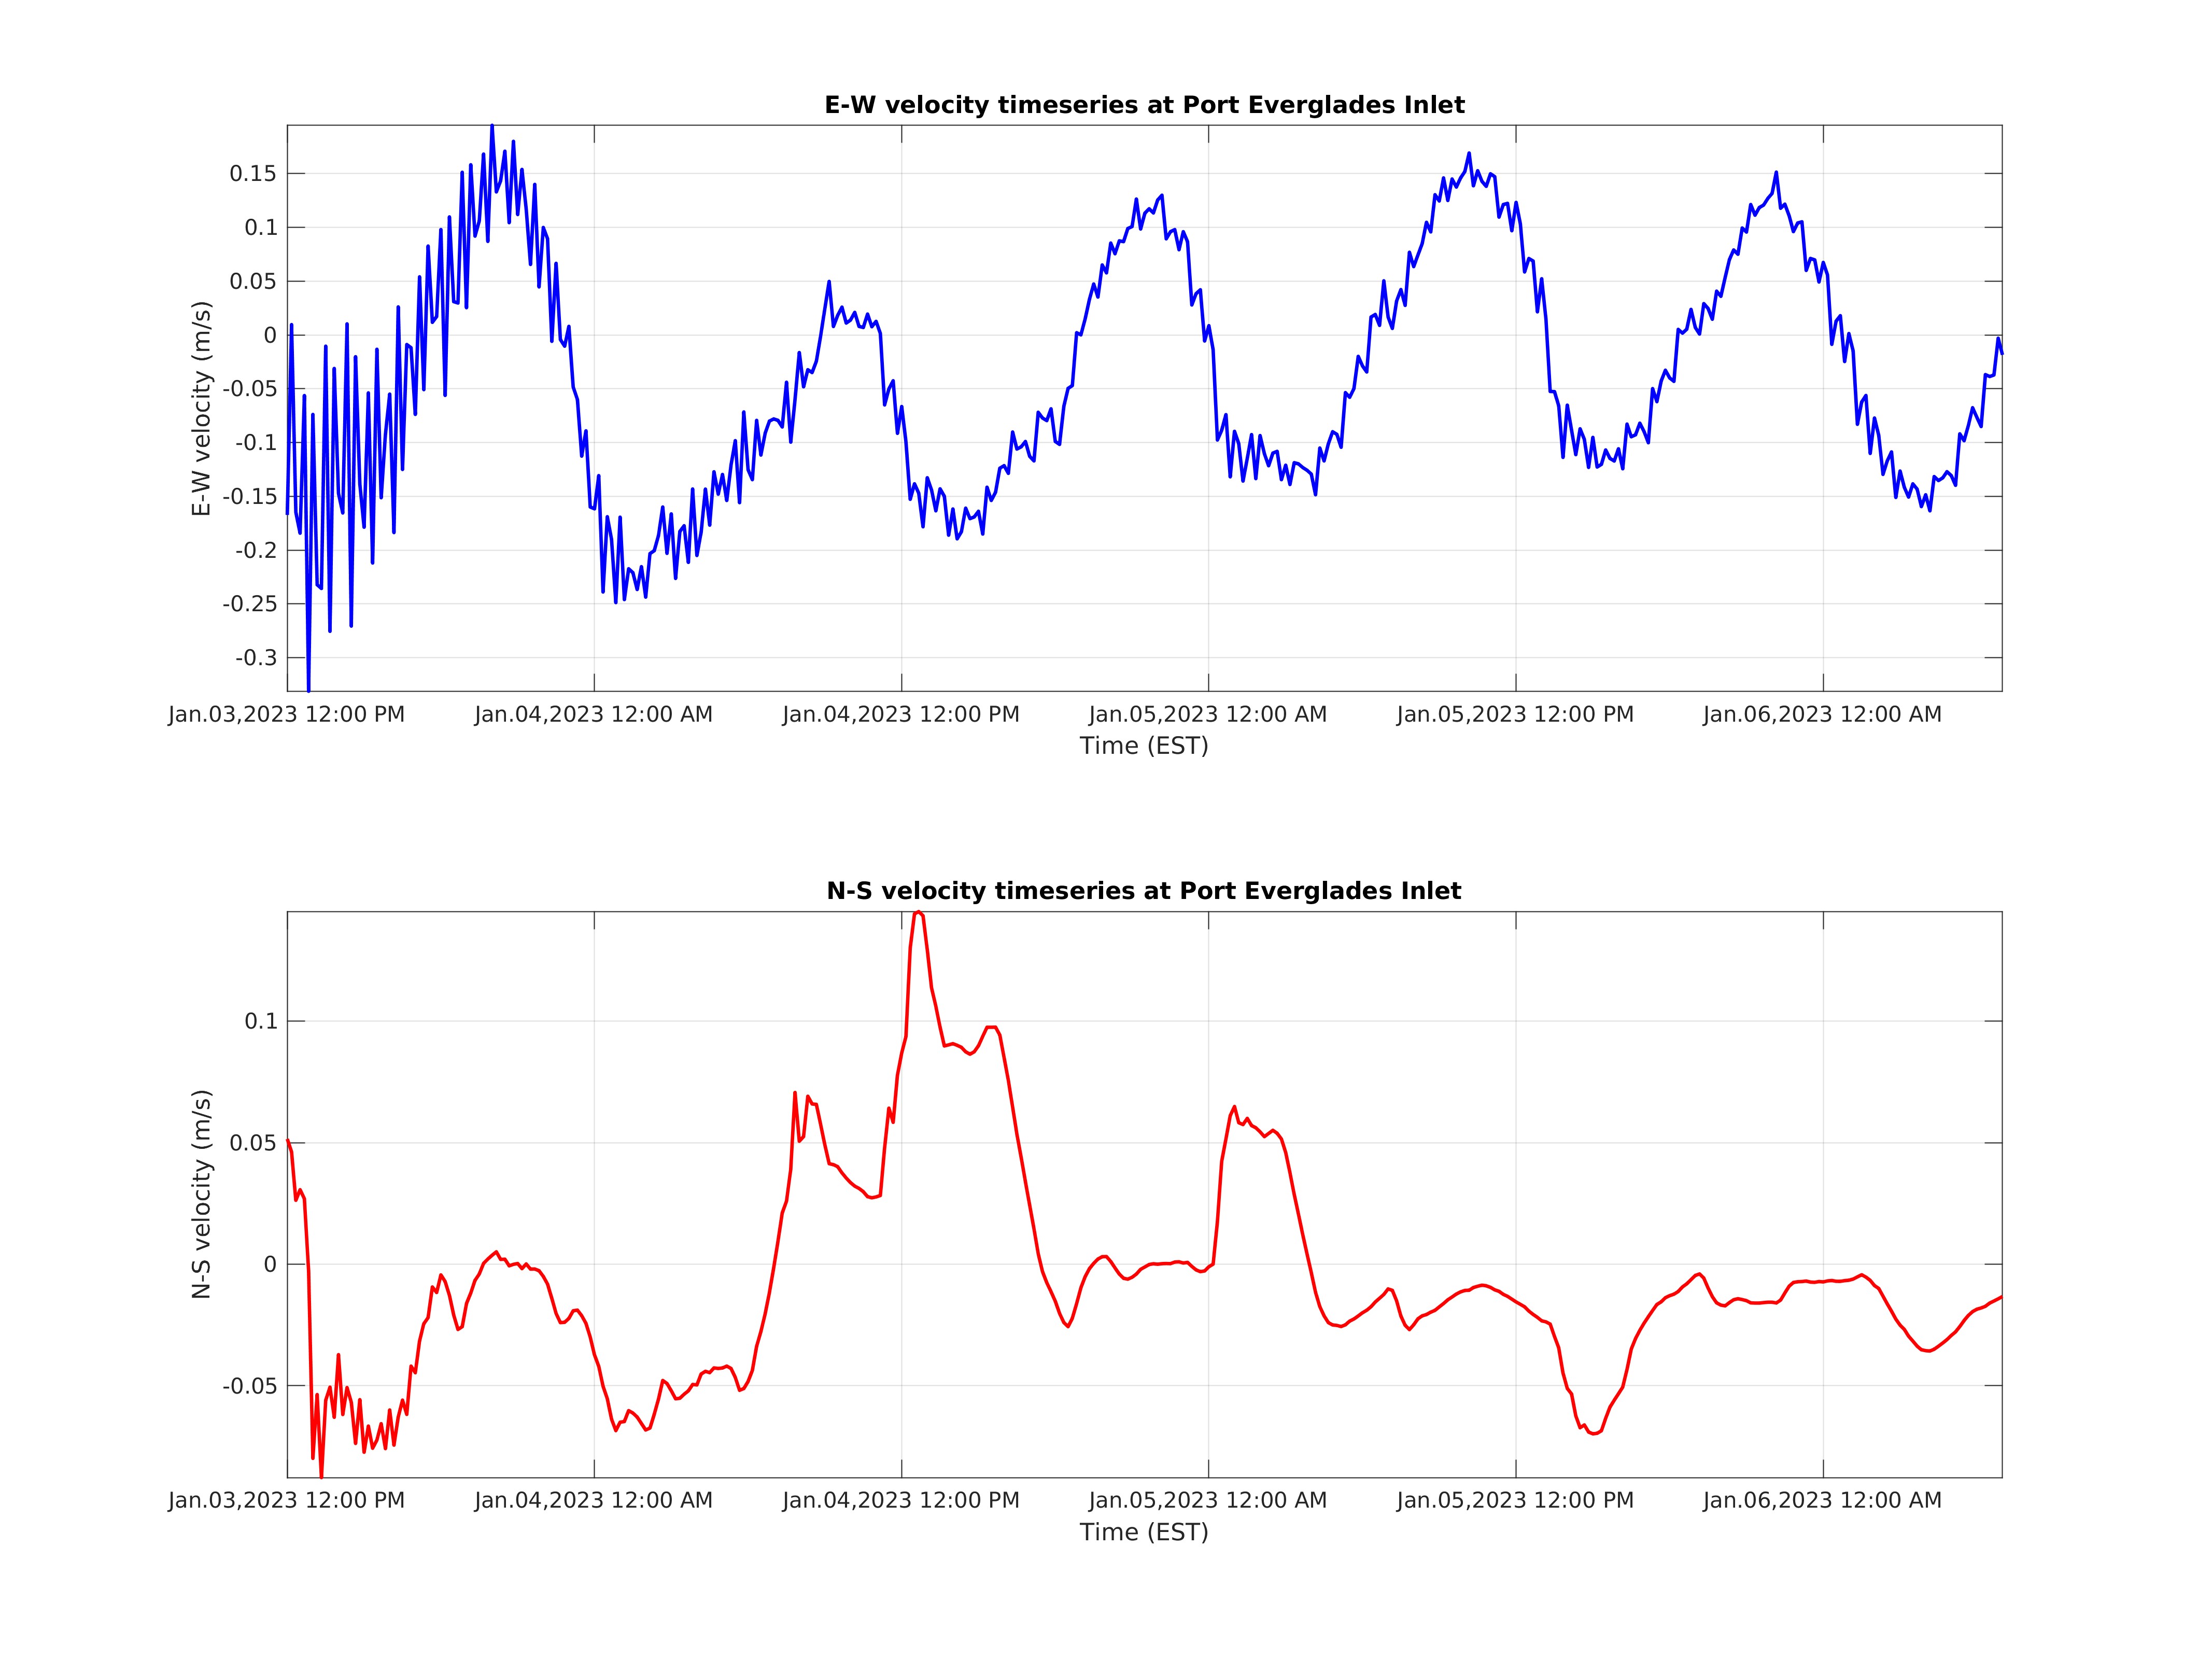 E-W velocity timeseries at Port Everglades Inlet
0.15
0.1
0.05
0
-0.05
-0.1
-0.15
-0.2
-0.25
-0.3
E-W velocity (m/s)
Jan.03,2023 12:00 PM Jan.04,2023 12:00 AM Jan.04,2023 12:00 PM Jan.05,2023 12:00 AM Jan.05,2023 12:00 PM Jan.06,2023 12:00 AM
Time (EST)
N-S velocity timeseries at Port Everglades Inlet
0.1
0.05
0
-0.05
N-S velocity (m/s)
Jan.03,2023 12:00 PM Jan.04,2023 12:00 AM Jan.04,2023 12:00 PM Jan.05,2023 12:00 AM Jan.05,2023 12:00 PM Jan.06,2023 12:00 AM
Time (EST)